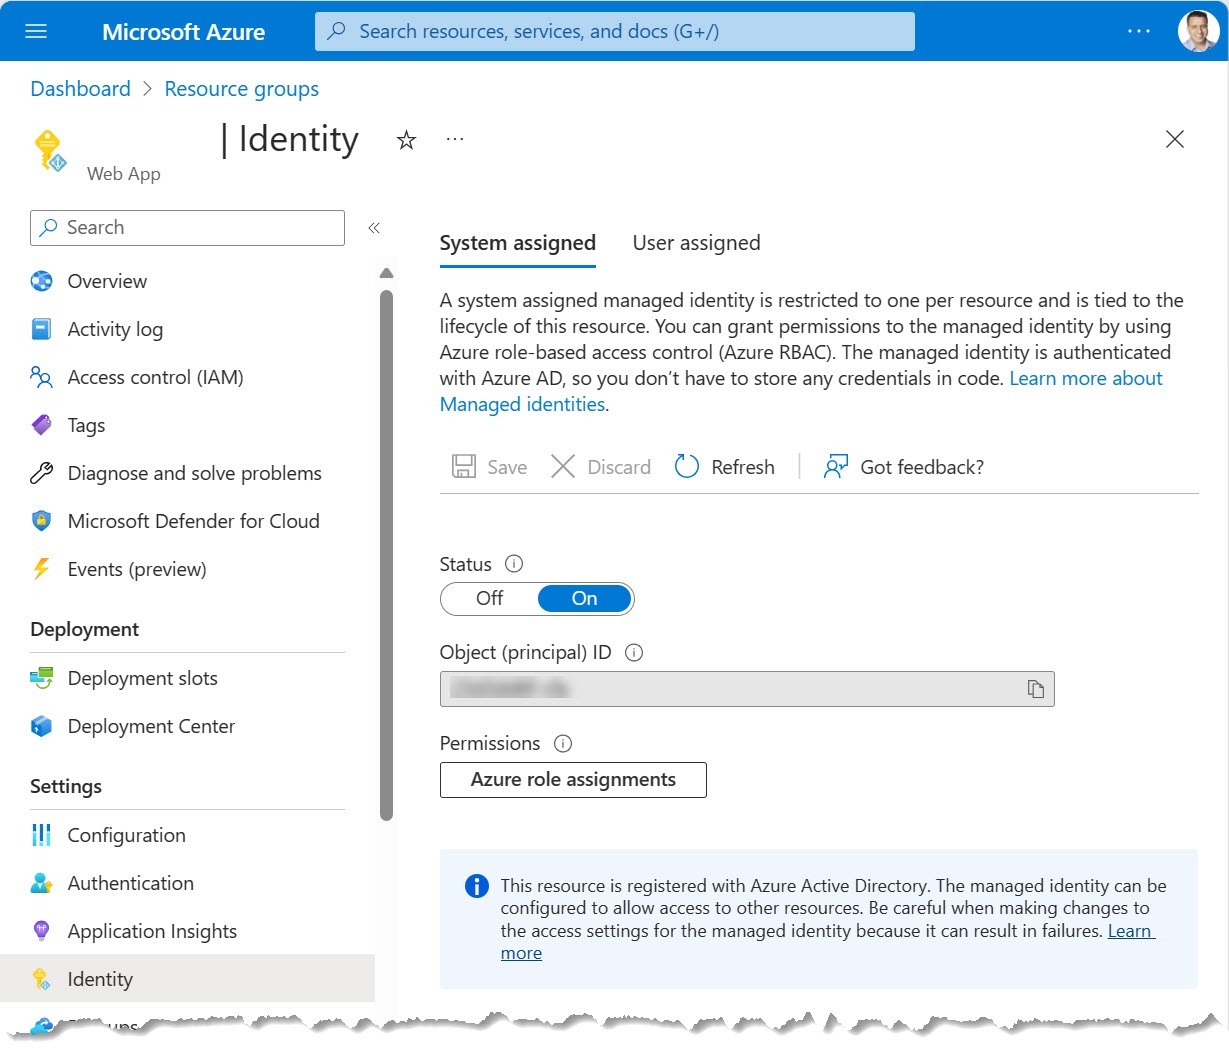 Microsoft Azure
Search resources, services, and docs (G+/)
Dashboard > Resource groups
| Identity
Web App
Search
Overview
Activity log
Access control (IAM)
Tags
Diagnose and solve problems
Microsoft Defender for Cloud
Events (preview)
Deployment
Deployment slots
Deployment Center
Settings
Configuration
Authentication
Application Insights
Identity
System assigned User assigned
A system assigned managed identity is restricted to one per resource and is tied to the
lifecycle of this resource. You can grant permissions to the managed identity by using
Azure role-based access control (Azure RBAC). The managed identity is authenticated
with Azure AD, so you don’t have to store any credentials in code. Learn more about
Managed identities.
Save Discard Refresh Got feedback?
Status
Off On
Object (principal) ID
Permissions
Azure role assignments
This resource is registered with Azure Active Directory. The managed identity can be
configured to allow access to other resources. Be careful when making changes to
the access settings for the managed identity because it can result in failures. Learn
more